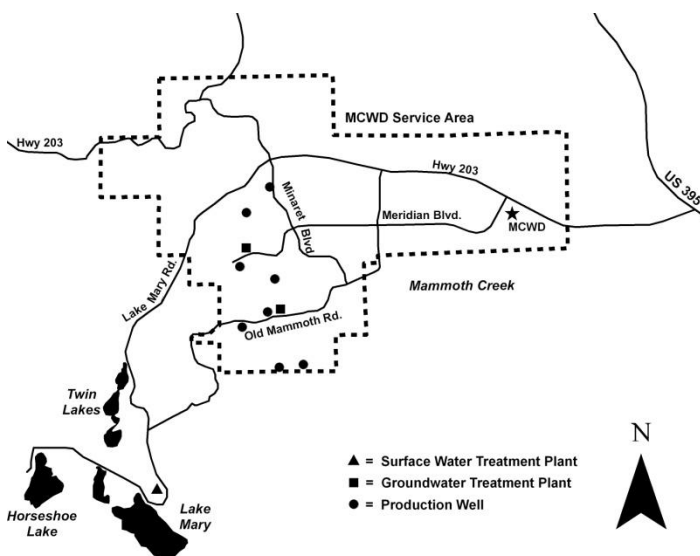 MCWD Service Area
Hwy 203
Hwy 203
US 395
Minaret Blvd
Meridian Blvd.
MCWD
Lake Mary Rd.
Mammoth Creek
Old Mammoth Rd.
Twin
Lakes
N
▲ = Surface Water Treatment Plant
■ = Groundwater Treatment Plant
● = Production Well
Horseshoe
Lake
Lake
Mary